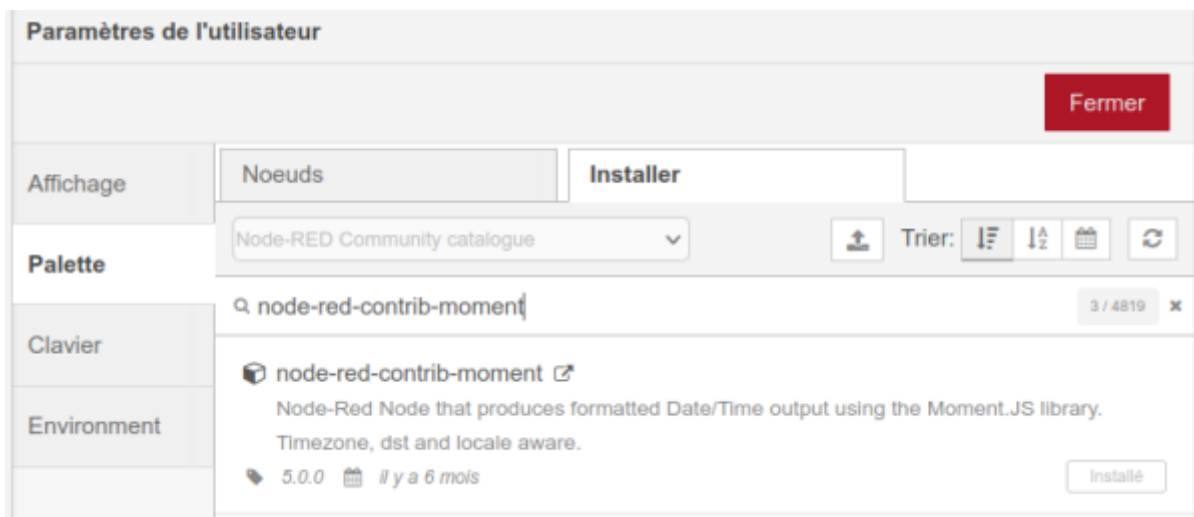 Paramètres de l'utilisateur
Fermer
Affichage
Noeuds
Installer
Node-RED Community catalogue
Trier:
Palette
node-red-contrib-moment
3 / 4819
Clavier
node-red-contrib-moment
Node-Red Node that produces formatted Date/Time output using the Moment.JS library.
Environment
Timezone, dst and locale aware.
5.0.0 il y a 6 mois
Installé